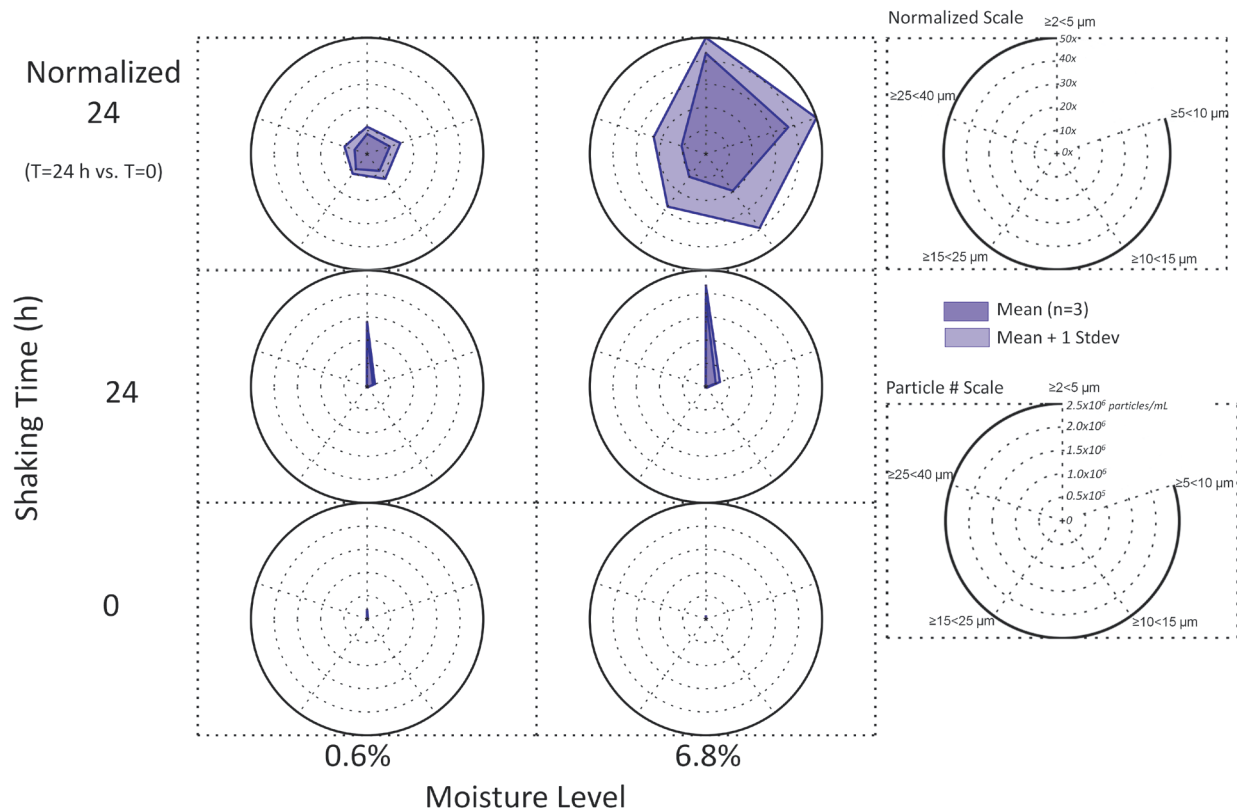 Normalized
24
(T=24 h vs. T=0)
Shaking Time (h)
24
0
0.6%
6.8%
Moisture Level
Normalized Scale
≥2<5 µm
50x
40x
30x
20x
10x
0x
≥25<40 µm
≥5<10 µm
≥15<25 µm
≥10<15 µm
Mean (n=3)
Mean + 1 Stdev
Particle # Scale
≥2<5 µm
2.5x10⁶ particles/mL
2.0x10⁶
1.5x10⁶
1.0x10⁶
0.5x10⁵
0
≥25<40 µm
≥5<10 µm
≥15<25 µm
≥10<15 µm